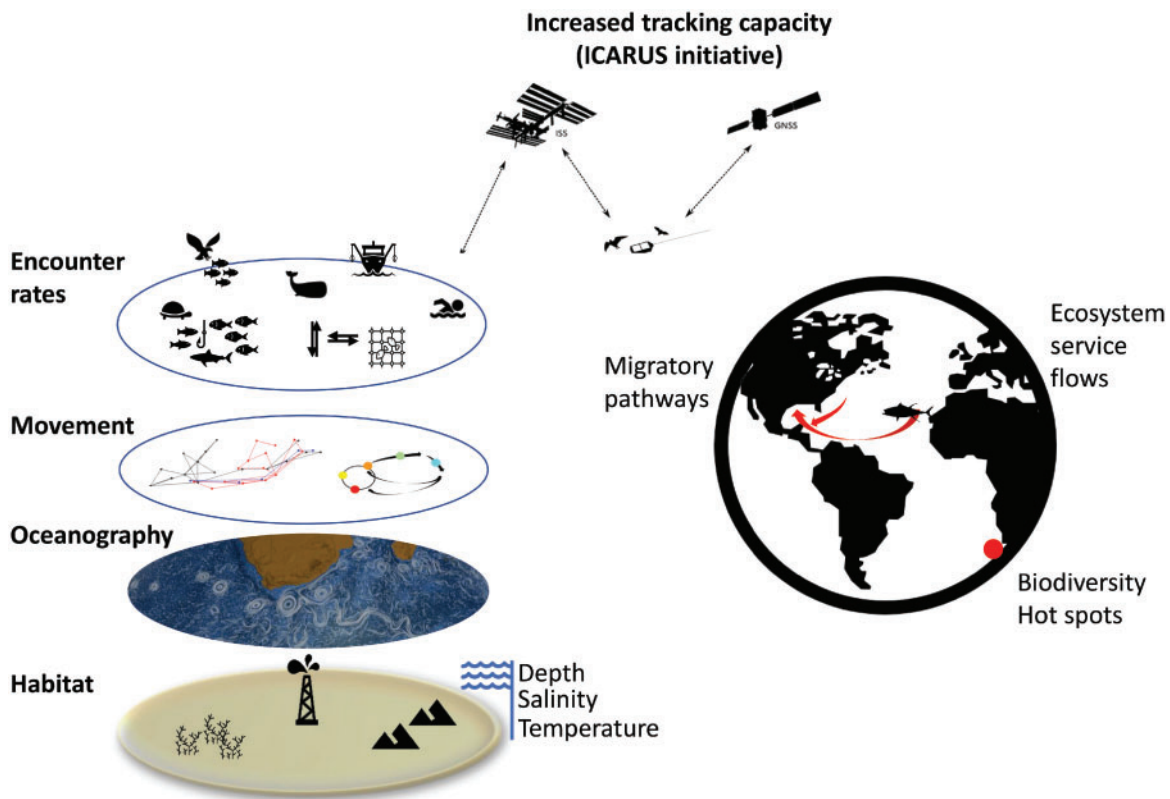 Increased tracking capacity
(ICARUS initiative)
ISS
GNSS
Encounter
rates
Migratory
pathways
Ecosystem
service
flows
Movement
Oceanography
Biodiversity
Hot spots
Habitat
Depth
Salinity
Temperature